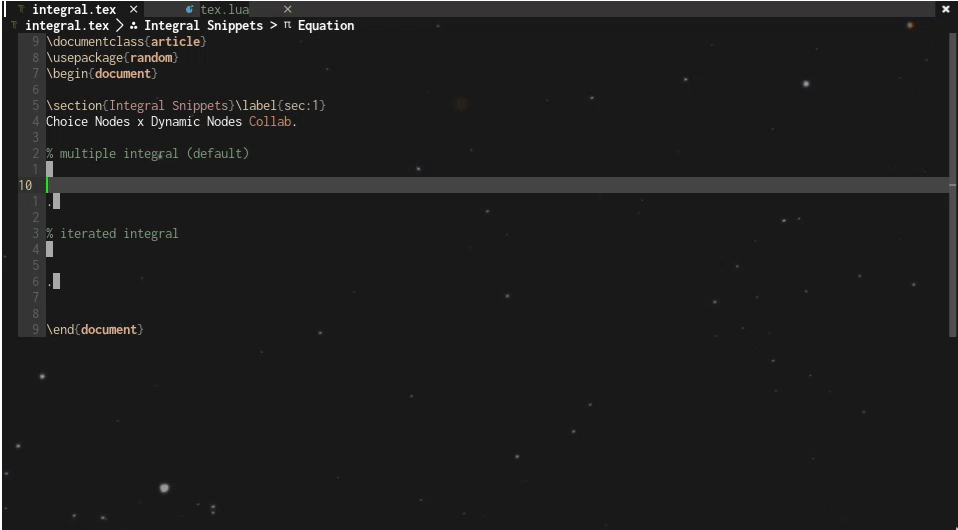 integral.tex × tex.lua × ×
integral.tex > Integral Snippets > π Equation
9 \documentclass{article}
8 \usepackage{random}
7 \begin{document}
6
5 \section{Integral Snippets}\label{sec:1}
4 Choice Nodes x Dynamic Nodes Collab.
3
2 % multiple integral (default)
1
10
1 .
2
3 % iterated integral
4
5
6 .
7
8
9 \end{document}